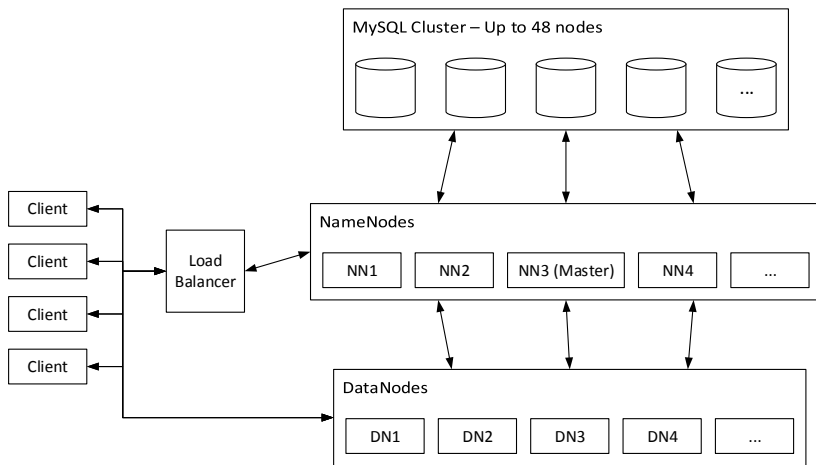 MySQL Cluster – Up to 48 nodes
...
Client
Client
Client
Client
Load
Balancer
NameNodes
NN1
NN2
NN3 (Master)
NN4
...
DataNodes
DN1
DN2
DN3
DN4
...